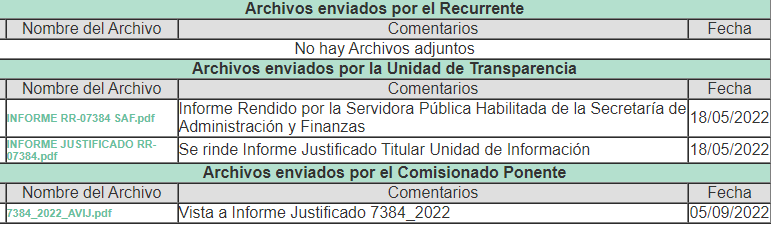 Archivos enviados por el Recurrente
Nombre del Archivo Comentarios Fecha
No hay Archivos adjuntos
Archivos enviados por la Unidad de Transparencia
Nombre del Archivo Comentarios Fecha
INFORME RR-07384 SAF.pdf Informe Rendido por la Servidora Pública Habilitada de la Secretaría de 18/05/2022
Administración y Finanzas
INFORME JUSTIFICADO RR- Se rinde Informe Justificado Titular Unidad de Información 18/05/2022
07384.pdf
Archivos enviados por el Comisionado Ponente
Nombre del Archivo Comentarios Fecha
7384_2022_AVIJ.pdf Vista a Informe Justificado 7384_2022 05/09/2022